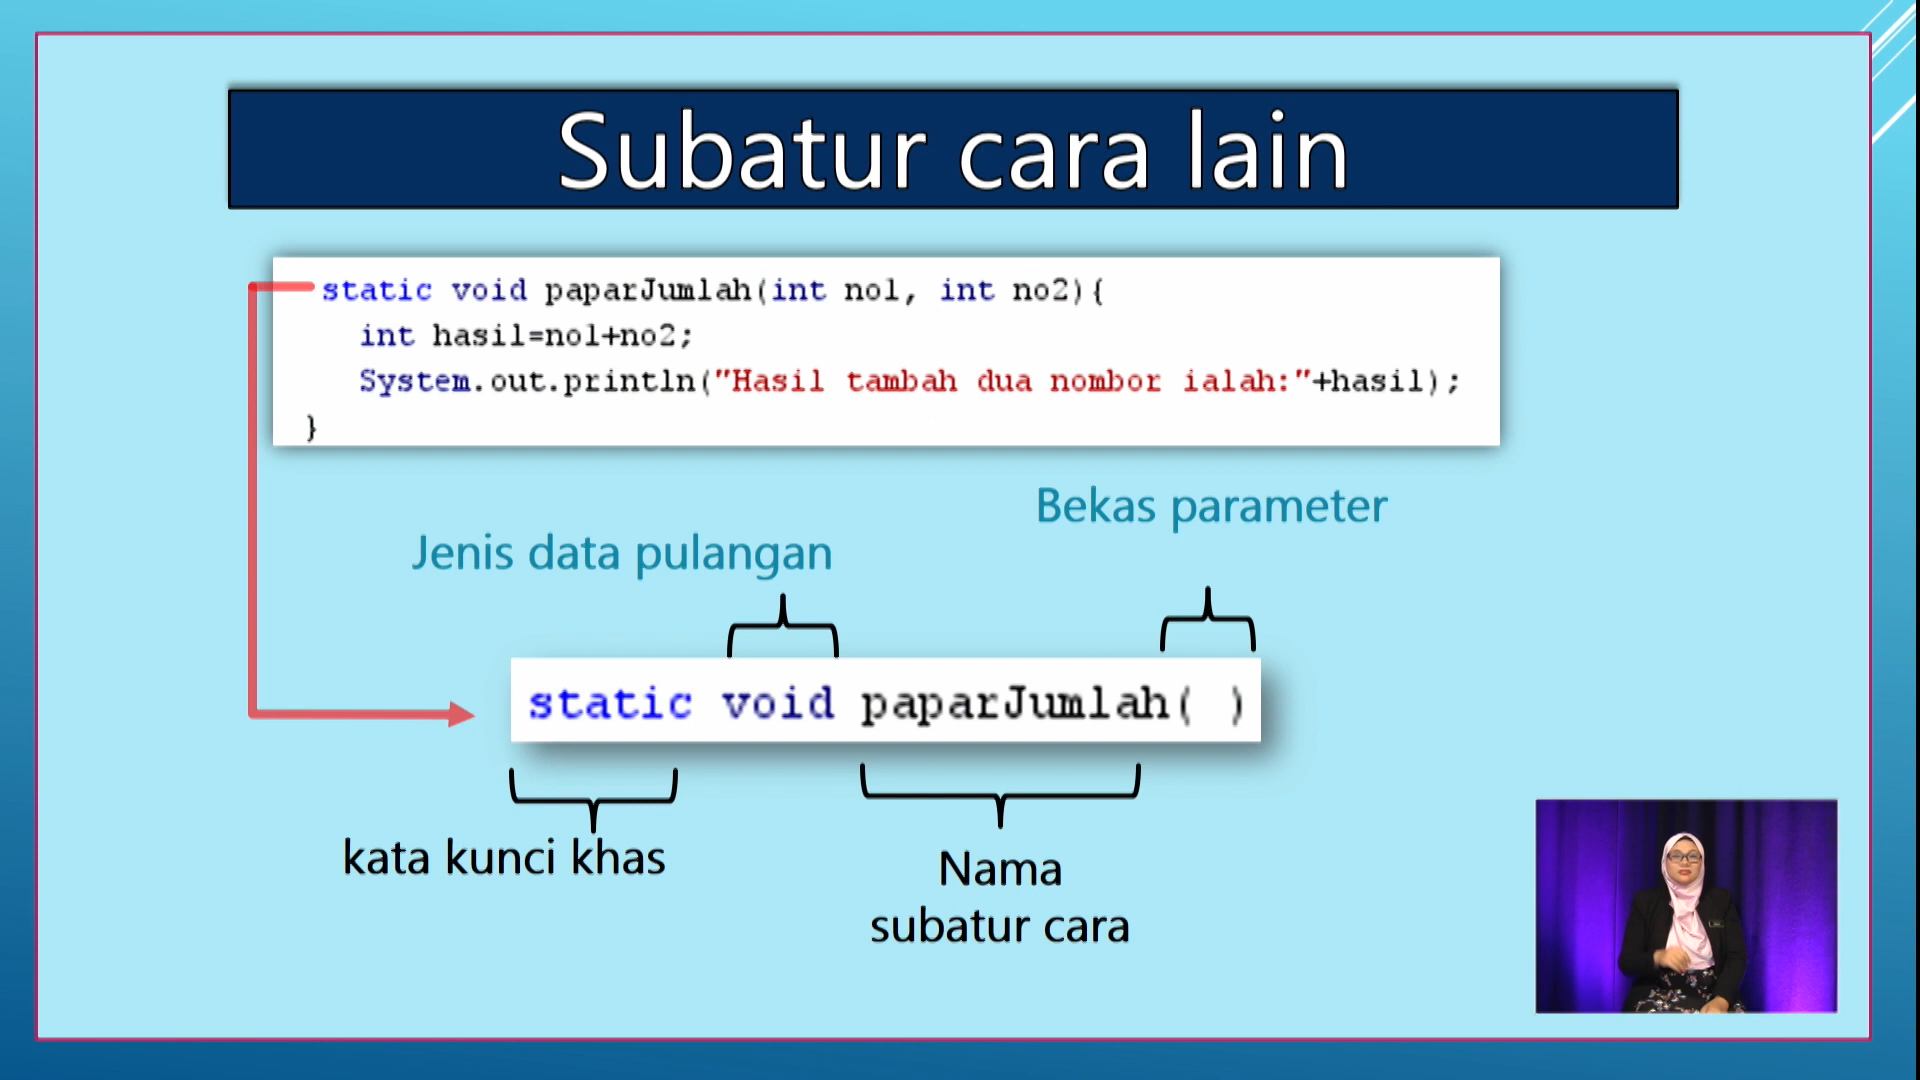 Subatur cara lain
static void paparJumlah(int no1, int no2){
int hasil=no1+no2;
System.out.println("Hasil tambah dua nombor ialah:"+hasil);
}
Bekas parameter
Jenis data pulangan
static void paparJumlah( )
kata kunci khas
Nama
subatur cara